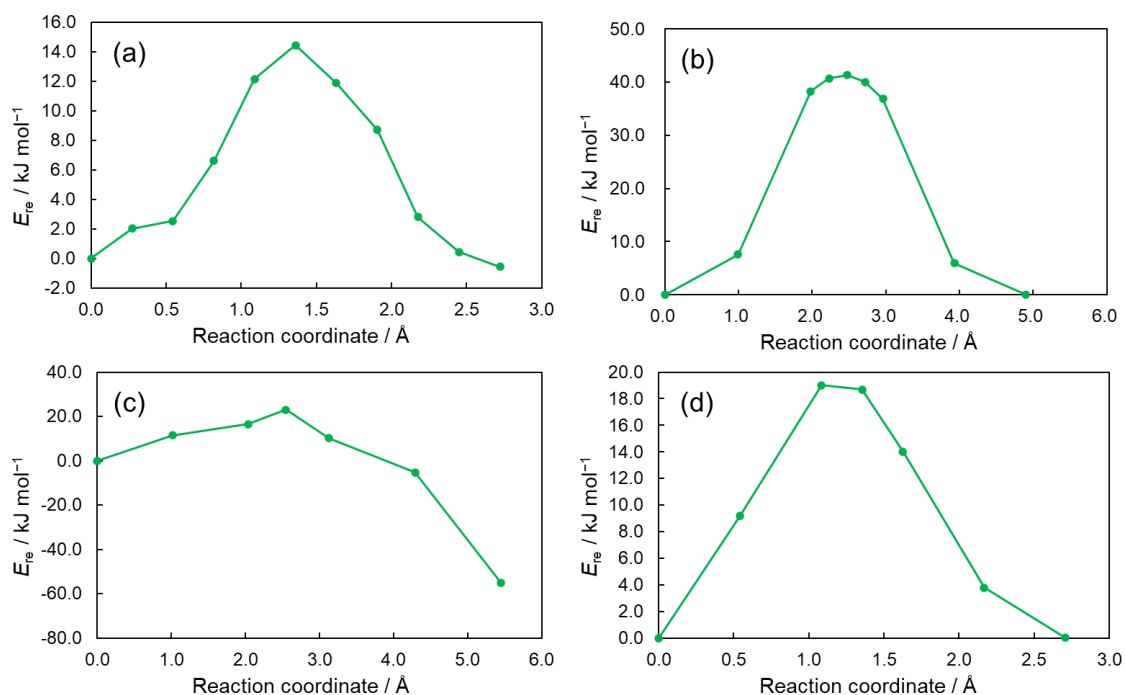 (a)
16.0
14.0
12.0
10.0
8.0
6.0
4.0
2.0
0.0
-2.0
E_re / kJ mol⁻¹
0.0 0.5 1.0 1.5 2.0 2.5 3.0
Reaction coordinate / Å
(b)
50.0
40.0
30.0
20.0
10.0
0.0
E_re / kJ mol⁻¹
0.0 1.0 2.0 3.0 4.0 5.0 6.0
Reaction coordinate / Å
(c)
40.0
20.0
0.0
-20.0
-40.0
-60.0
-80.0
E_re / kJ mol⁻¹
0.0 1.0 2.0 3.0 4.0 5.0 6.0
Reaction coordinate / Å
(d)
20.0
18.0
16.0
14.0
12.0
10.0
8.0
6.0
4.0
2.0
0.0
E_re / kJ mol⁻¹
0.0 0.5 1.0 1.5 2.0 2.5 3.0
Reaction coordinate / Å